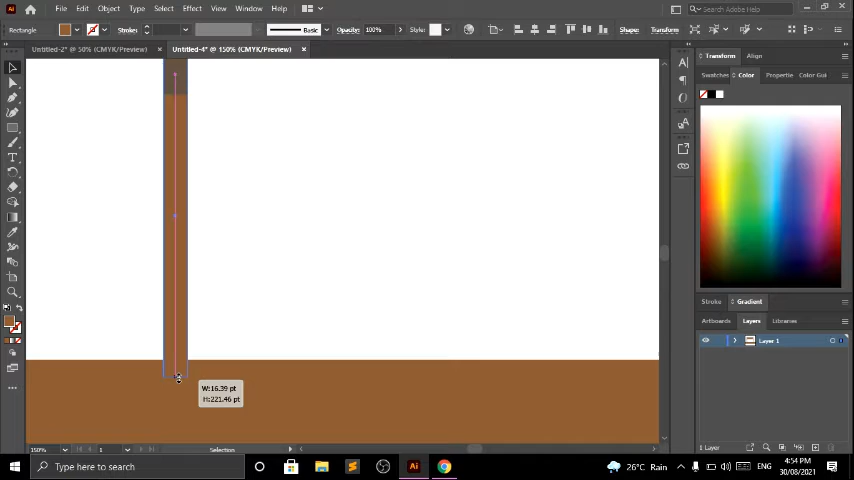 File Edit Object Type Select Effect View Window Help
Search Adobe Help
Rectangle
Stroke:
Basic
Opacity: 100%
Style:
Shape:
Transform
Untitled-2* @ 50% (CMYK/Preview) ×
Untitled-4* @ 150% (CMYK/Preview) ×
Transform Align
Swatches Color Propertie Color Gui
W:16.39 pt
H:221.46 pt
Stroke Gradient
Artboards Layers Libraries
Layer 1
150%
1
Selection
1 Layer
Type here to search
Ai
26°C Rain
ENG
4:54 PM
30/08/2021